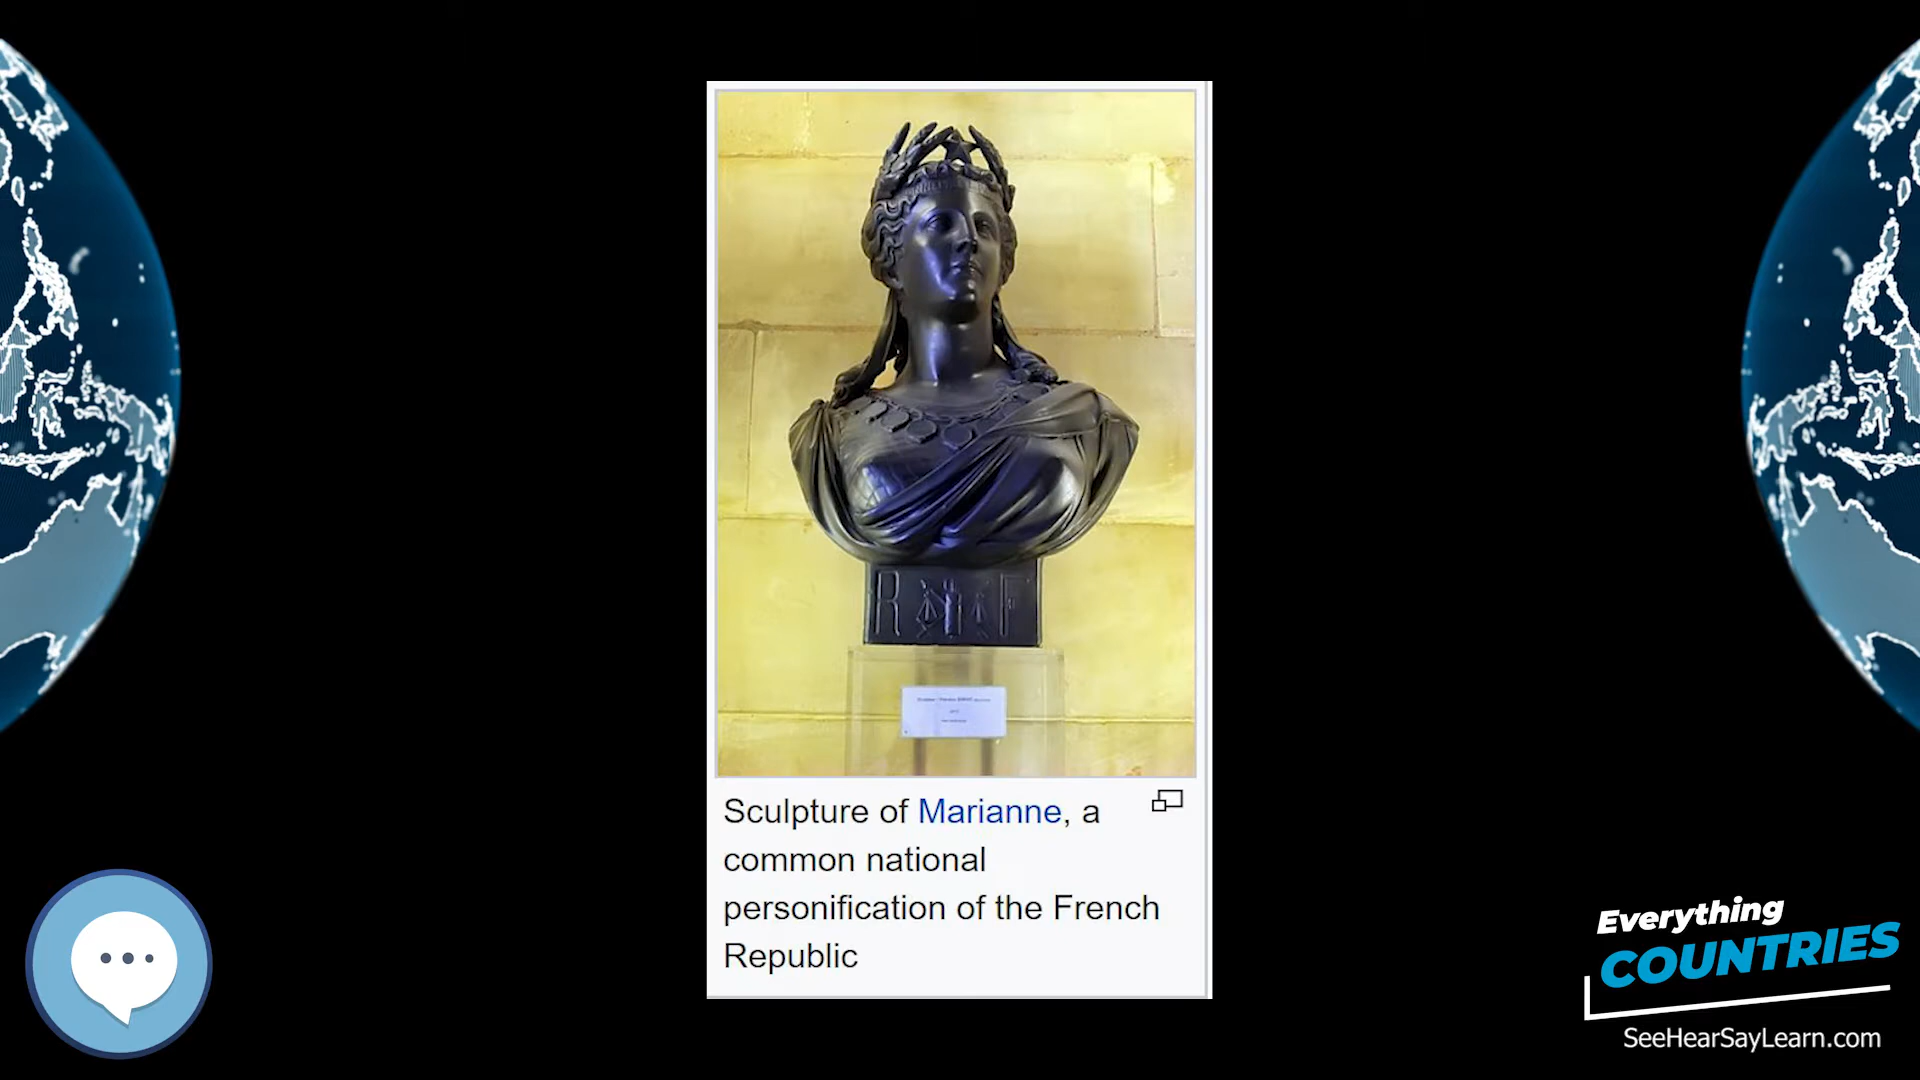 R F
Sculpture of Marianne, a
common national
personification of the French
Republic
Everything
COUNTRIES
SeeHearSayLearn.com